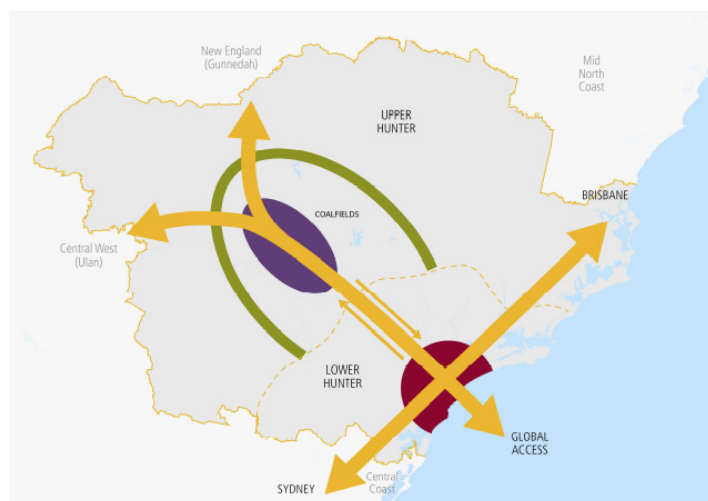 New England
(Gunnedah)
Mid
North
Coast
UPPER
HUNTER
BRISBANE
COALFIELDS
Central West
(Ulan)
LOWER
HUNTER
GLOBAL
ACCESS
SYDNEY
Central
Coast